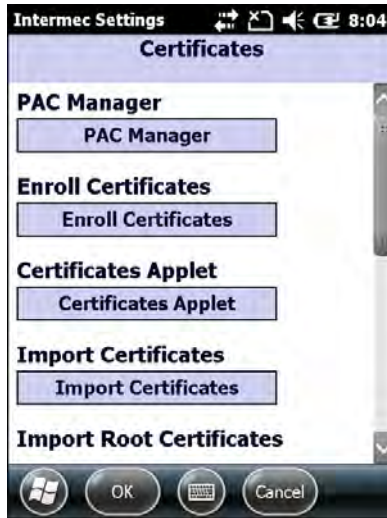 Intermec Settings 8:04
Certificates
PAC Manager
PAC Manager
Enroll Certificates
Enroll Certificates
Certificates Applet
Certificates Applet
Import Certificates
Import Certificates
Import Root Certificates
OK Cancel